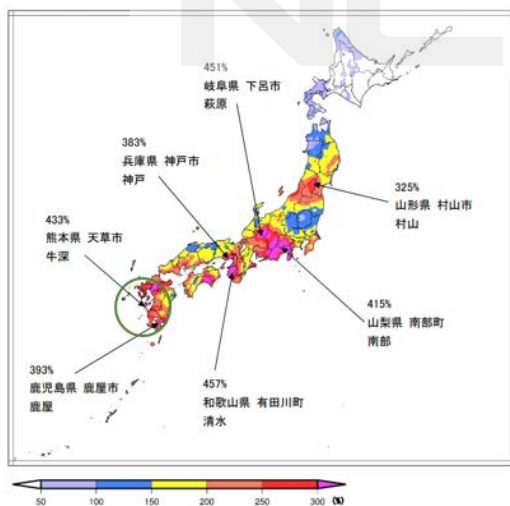 NC
451%
岐阜県 下呂市
萩原
383%
兵庫県 神戸市
神戸
325%
山形県 村山市
村山
433%
熊本県 天草市
牛深
415%
山梨県 南部町
南部
393%
鹿児島県 鹿屋市
鹿屋
457%
和歌山県 有田川町
清水
50 100 150 200 250 300 (%)